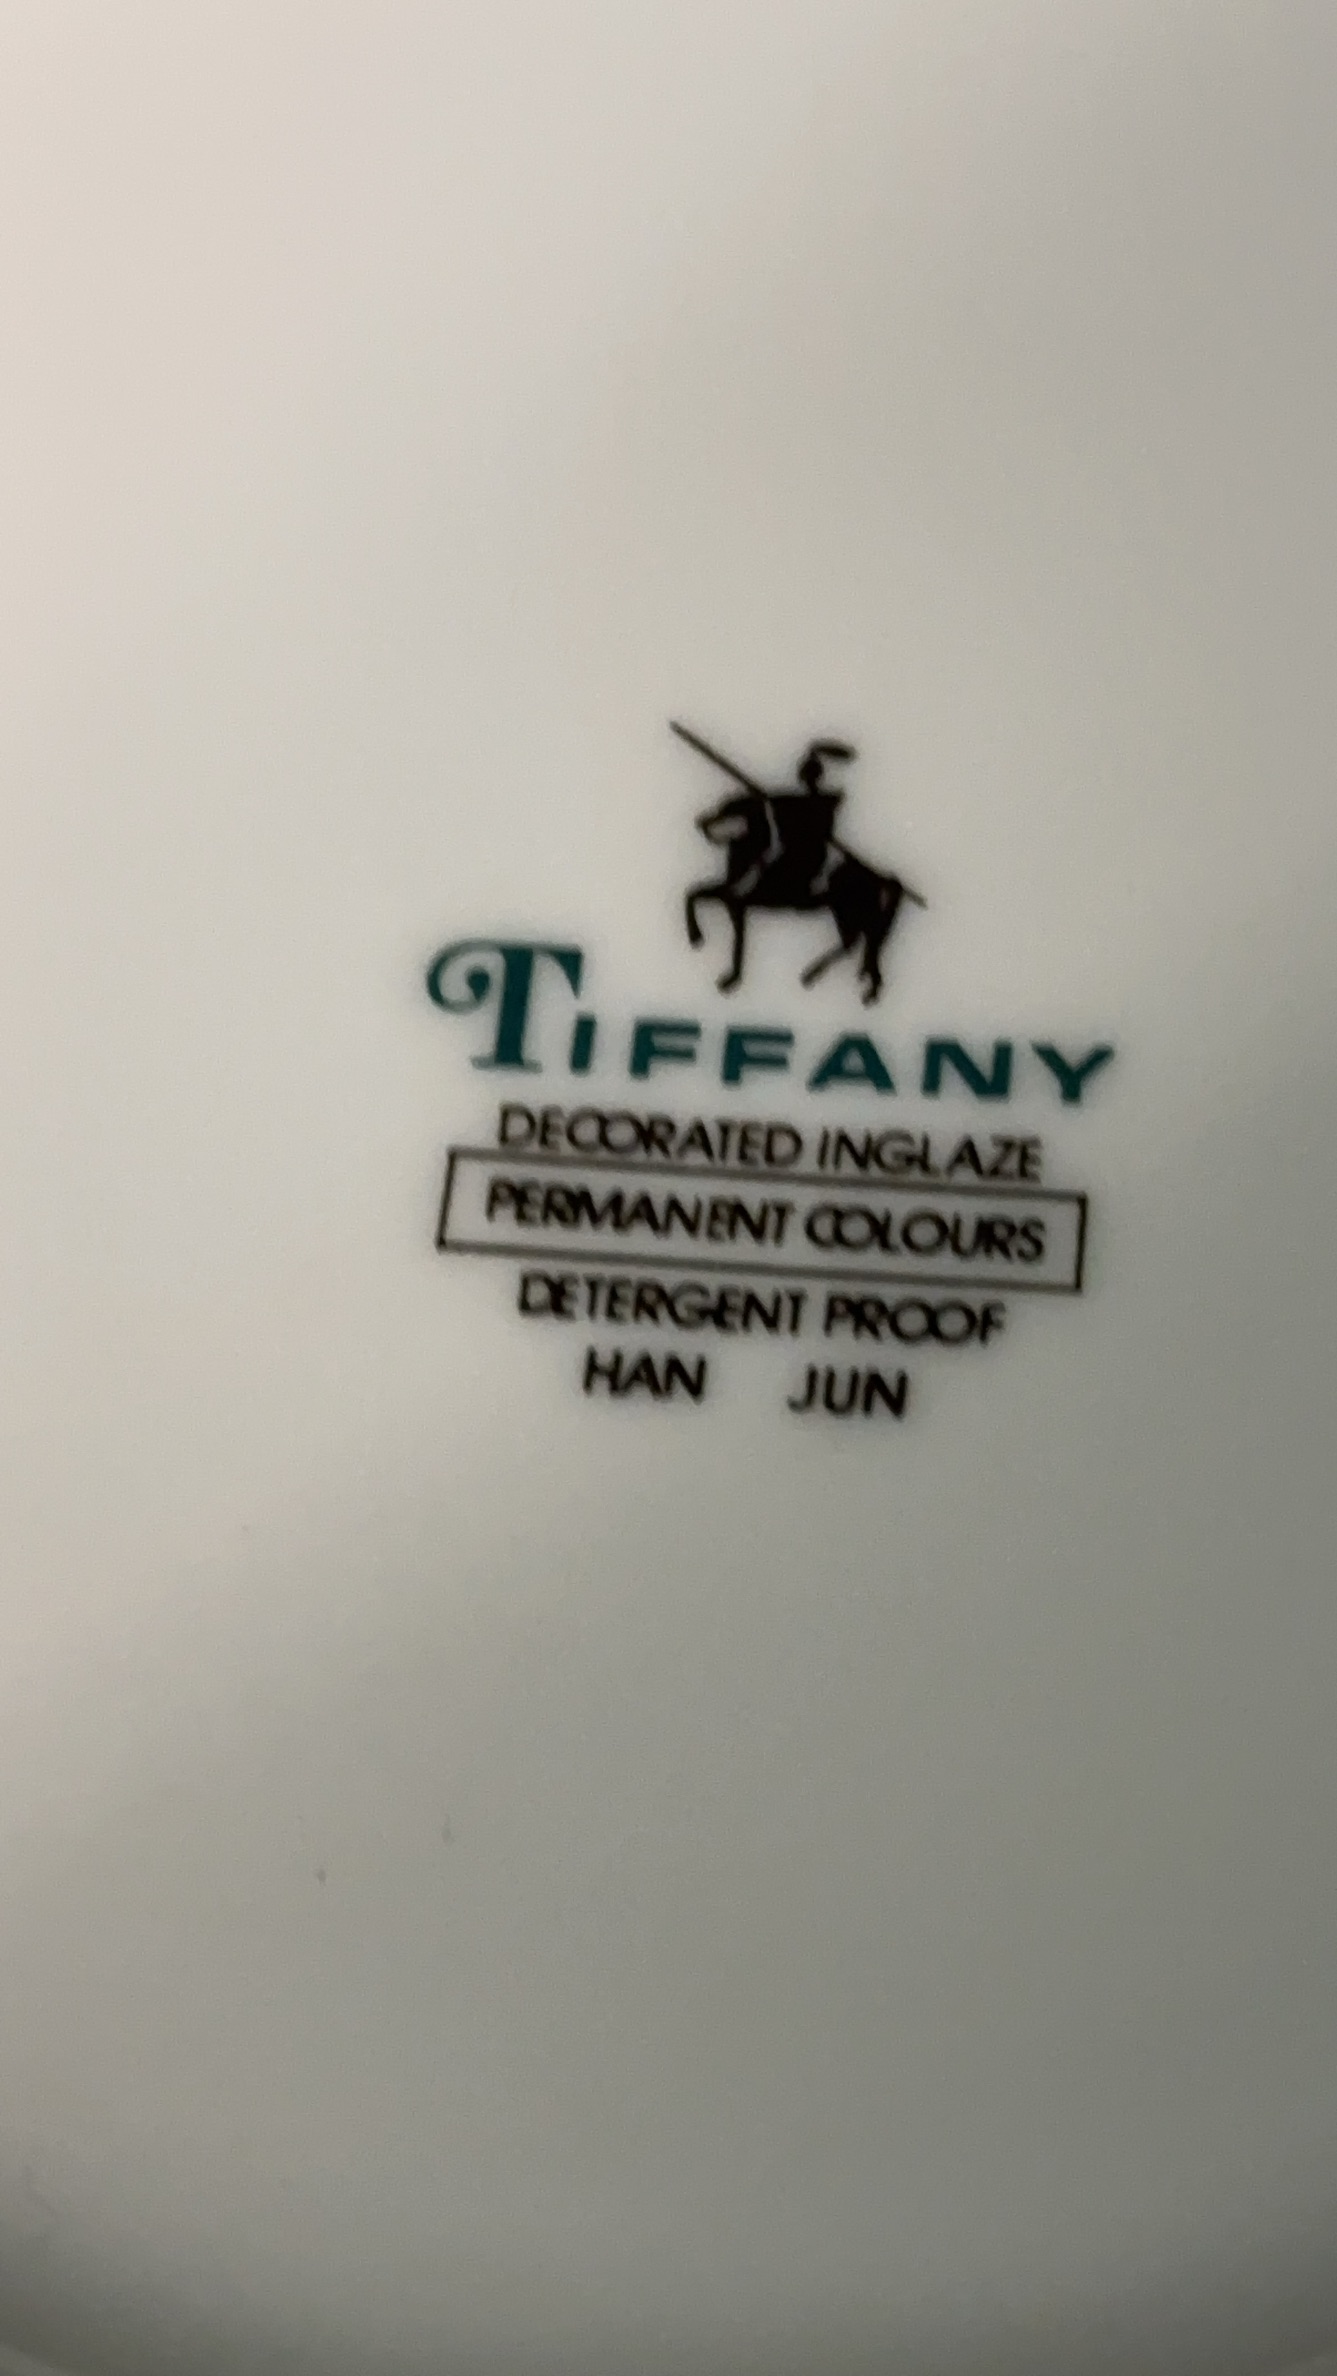 TIFFANY
DECORATED INGLAZE
PERMANENT COLOURS
DETERGENT PROOF
HAN JUN